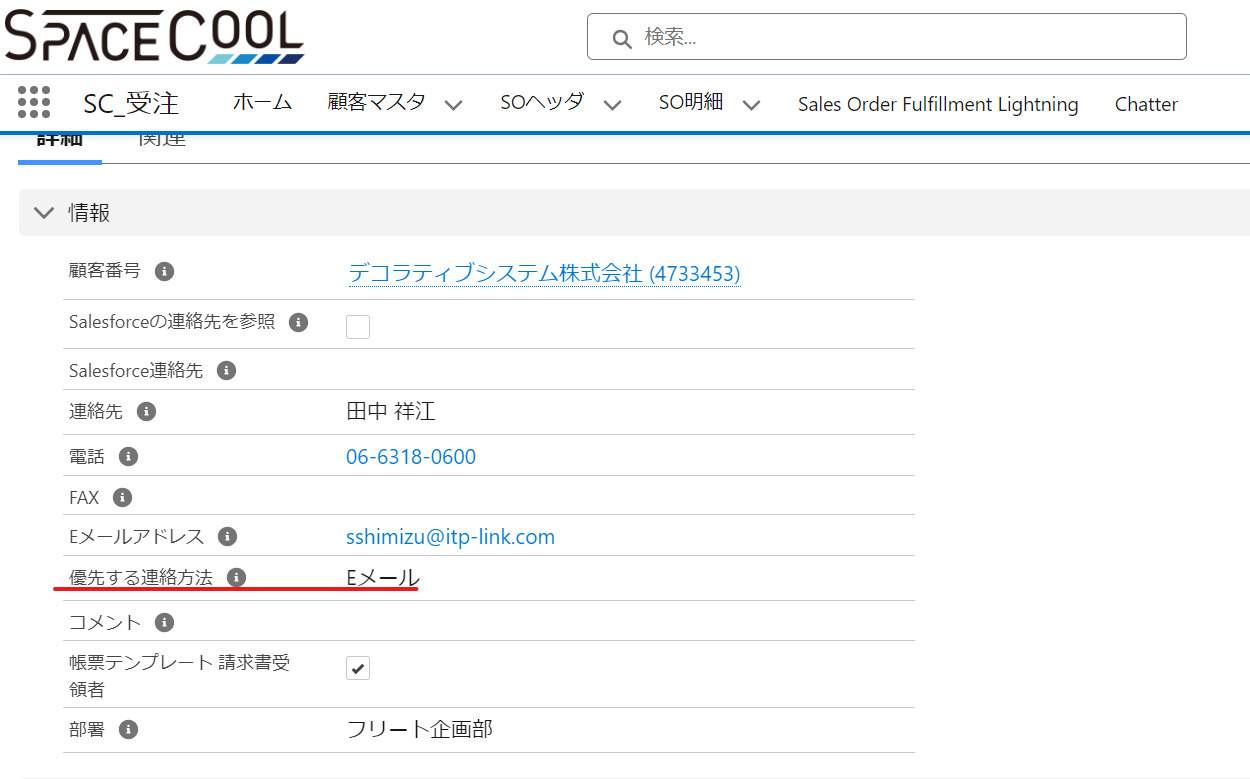 SPACECOOL
検索...
SC_受注 ホーム 顧客マスタ SOヘッダ SO明細 Sales Order Fulfillment Lightning Chatter
詳細 関連
情報
顧客番号 デコラティブシステム株式会社 (4733453)
Salesforceの連絡先を参照
Salesforce連絡先
連絡先 田中 祥江
電話 06-6318-0600
FAX
Eメールアドレス sshimizu@itp-link.com
優先する連絡方法 Eメール
コメント
帳票テンプレート 請求書受
領者
部署 フリート企画部